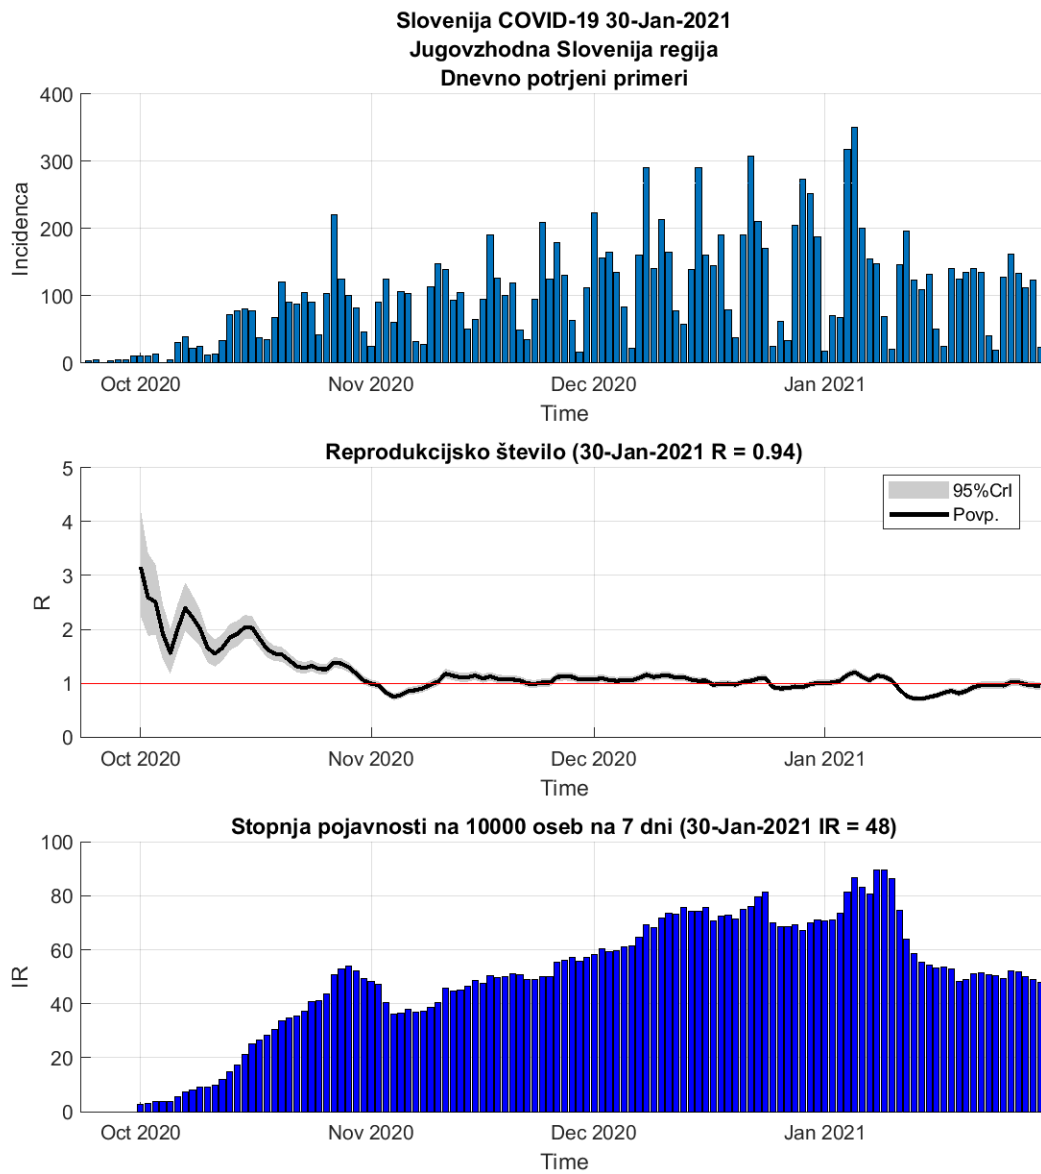 Slovenija COVID-19 30-Jan-2021
Jugovzhodna Slovenija regija
Dnevno potrjeni primeri
400
300
200
100
0
Incidenca
Oct 2020 Nov 2020 Dec 2020 Jan 2021
Time
Reprodukcijsko število (30-Jan-2021 R = 0.94)
5
4
3
2
1
0
R
95%CrI
Povp.
Oct 2020 Nov 2020 Dec 2020 Jan 2021
Time
Stopnja pojavnosti na 10000 oseb na 7 dni (30-Jan-2021 IR = 48)
100
80
60
40
20
0
IR
Oct 2020 Nov 2020 Dec 2020 Jan 2021
Time